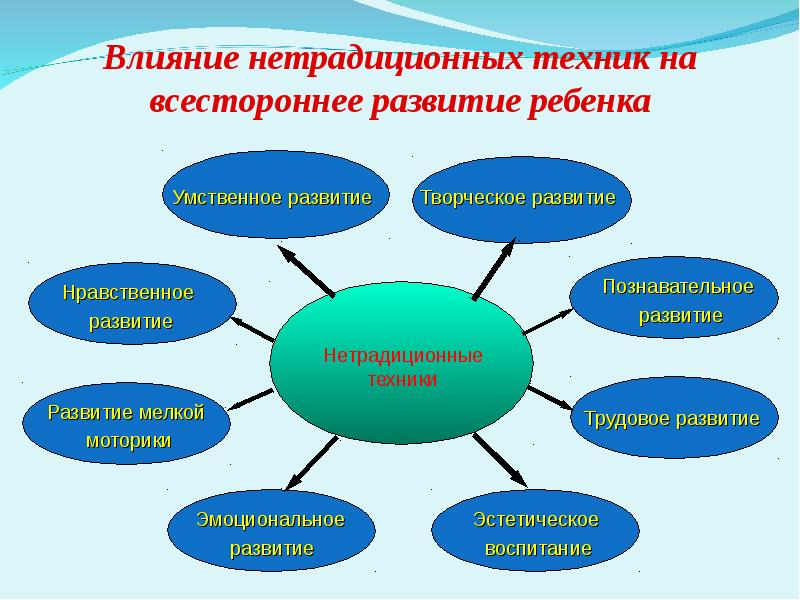 Влияние нетрадиционных техник на
всестороннее развитие ребенка
Умственное развитие
Творческое развитие
Нравственное
развитие
Познавательное
развитие
Нетрадиционные
техники
Развитие мелкой
моторики
Трудовое развитие
Эмоциональное
развитие
Эстетическое
воспитание